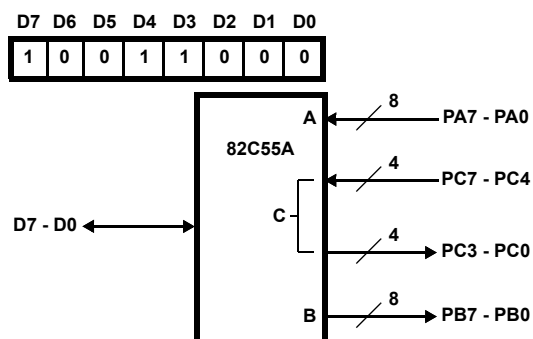 D7 D6 D5 D4 D3 D2 D1 D0
1 0 0 1 1 0 0 0
A 8 PA7 - PA0
82C55A
4 PC7 - PC4
C
D7 - D0
4 PC3 - PC0
B 8 PB7 - PB0